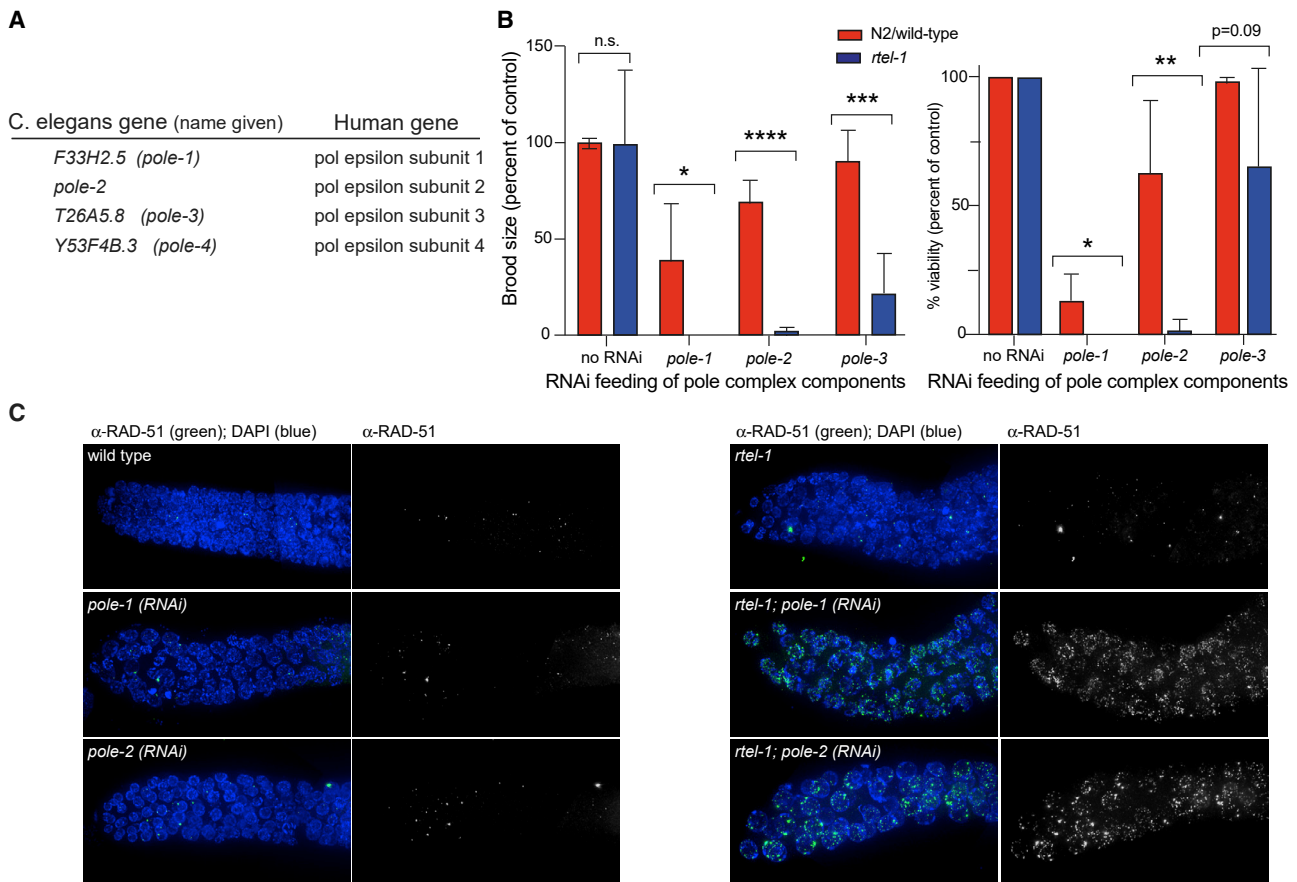 A
C. elegans gene (name given) Human gene
F33H2.5 (pole-1) pol epsilon subunit 1
pole-2 pol epsilon subunit 2
T26A5.8 (pole-3) pol epsilon subunit 3
Y53F4B.3 (pole-4) pol epsilon subunit 4
B
N2/wild-type
rtel-1
Brood size (percent of control)
150
100
50
0
n.s.
*
****
***
no RNAi pole-1 pole-2 pole-3
RNAi feeding of pole complex components
% viability (percent of control)
100
50
0
*
**
p=0.09
no RNAi pole-1 pole-2 pole-3
RNAi feeding of pole complex components
C
α-RAD-51 (green); DAPI (blue) α-RAD-51
wild type
pole-1 (RNAi)
pole-2 (RNAi)
α-RAD-51 (green); DAPI (blue) α-RAD-51
rtel-1
rtel-1; pole-1 (RNAi)
rtel-1; pole-2 (RNAi)